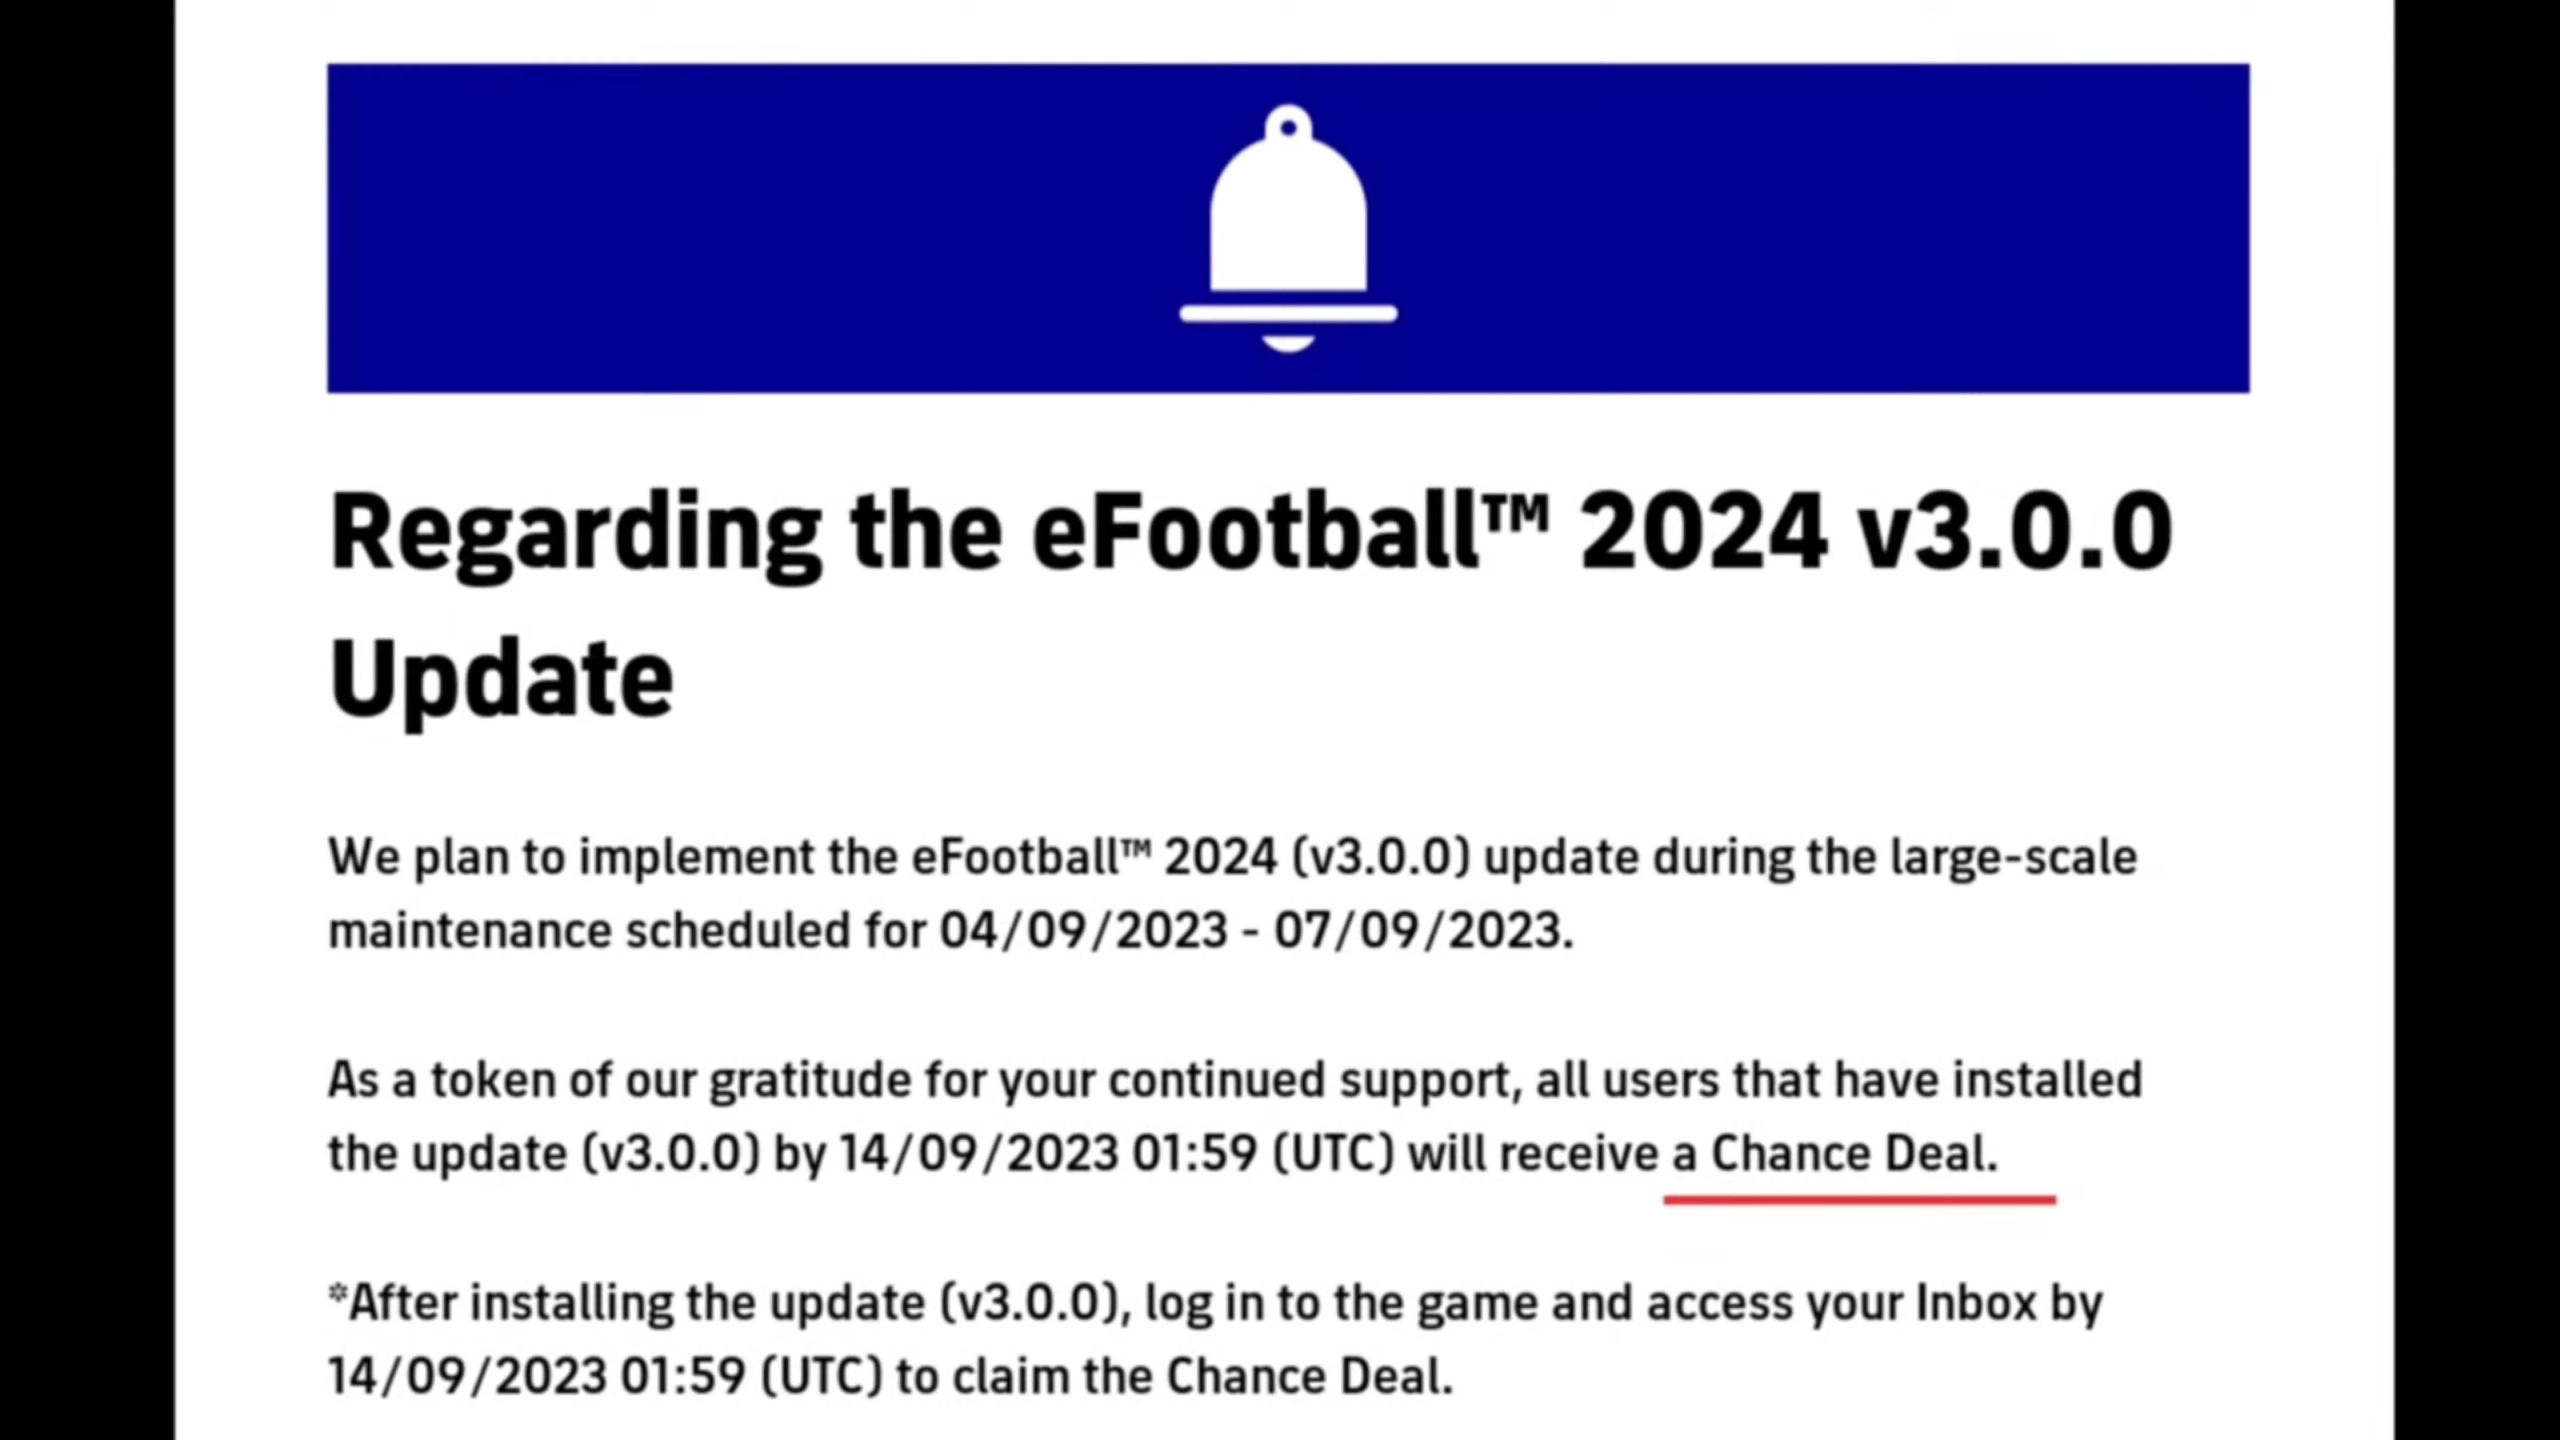 Regarding the eFootball™ 2024 v3.0.0
Update
We plan to implement the eFootball™ 2024 (v3.0.0) update during the large-scale
maintenance scheduled for 04/09/2023 - 07/09/2023.
As a token of our gratitude for your continued support, all users that have installed
the update (v3.0.0) by 14/09/2023 01:59 (UTC) will receive a Chance Deal.
*After installing the update (v3.0.0), log in to the game and access your Inbox by
14/09/2023 01:59 (UTC) to claim the Chance Deal.